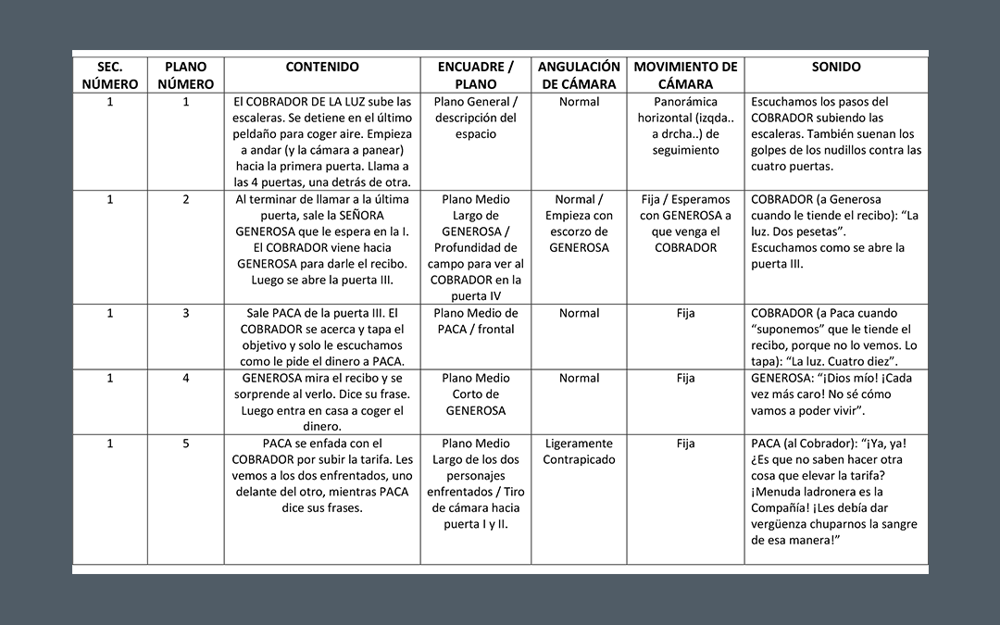 SEC. NÚMERO
PLANO NÚMERO
CONTENIDO
ENCUADRE / PLANO
ANGULACIÓN DE CÁMARA
MOVIMIENTO DE CÁMARA
SONIDO
1
1
El COBRADOR DE LA LUZ sube las
escaleras. Se detiene en el último
peldaño para coger aire. Empieza
a andar (y la cámara a panear)
hacia la primera puerta. Llama a
las 4 puertas, una detrás de otra.
Plano General /
descripción del
espacio
Normal
Panorámica
horizontal (izqda..
a drcha..) de
seguimiento
Escuchamos los pasos del
COBRADOR subiendo las
escaleras. También suenan los
golpes de los nudillos contra las
cuatro puertas.
1
2
Al terminar de llamar a la última
puerta, sale la SEÑORA
GENEROSA que le espera en la I.
El COBRADOR viene hacia
GENEROSA para darle el recibo.
Luego se abre la puerta III.
Plano Medio
Largo de
GENEROSA /
Profundidad de
campo para ver al
COBRADOR en la
puerta IV
Normal /
Empieza con
escorzo de
GENEROSA
Fija / Esperamos
con GENEROSA a
que venga el
COBRADOR
COBRADOR (a Generosa
cuando le tiende el recibo): “La
luz. Dos pesetas”.
Escuchamos como se abre la
puerta III.
1
3
Sale PACA de la puerta III. El
COBRADOR se acerca y tapa el
objetivo y solo le escuchamos
como le pide el dinero a PACA.
Plano Medio de
PACA / frontal
Normal
Fija
COBRADOR (a Paca cuando
“suponemos” que le tiende el
recibo, porque no lo vemos. Lo
tapa): “La luz. Cuatro diez”.
1
4
GENEROSA mira el recibo y se
sorprende al verlo. Dice su frase.
Luego entra en casa a coger el
dinero.
Plano Medio
Corto de
GENEROSA
Normal
Fija
GENEROSA: “¡Dios mío! ¡Cada
vez más caro! No sé cómo
vamos a poder vivir”.
1
5
PACA se enfada con el
COBRADOR por subir la tarifa. Les
vemos a los dos enfrentados, uno
delante del otro, mientras PACA
dice sus frases.
Plano Medio
Largo de los dos
personajes
enfrentados / Tiro
de cámara hacia
puerta I y II.
Ligeramente
Contrapicado
Fija
PACA (al Cobrador): “¡Ya, ya!
¿Es que no saben hacer otra
cosa que elevar la tarifa?
¡Menuda ladronera es la
Compañía! ¡Les debía dar
vergüenza chuparnos la sangre
de esa manera!”